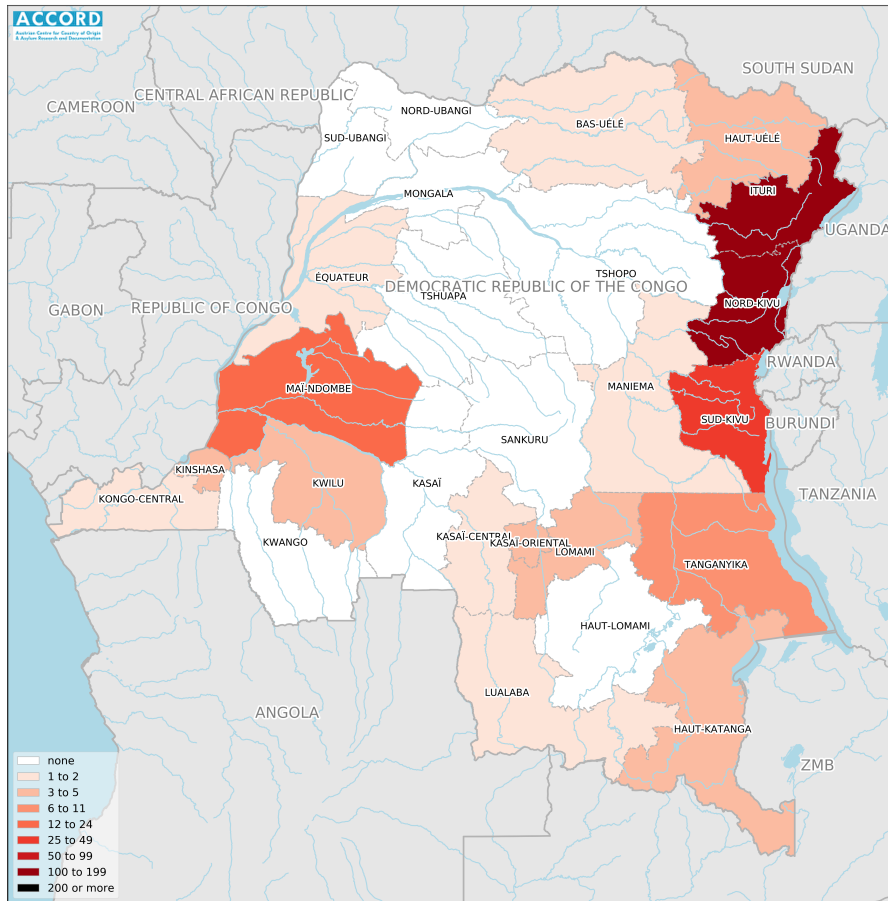 ACCORD
Austrian Centre for Country of Origin
& Asylum Research and Documentation
SOUTH SUDAN
CENTRAL AFRICAN REPUBLIC
CAMEROON
NORD-UBANGI
BAS-UÉLÉ
SUD-UBANGI
HAUT-UÉLÉ
ITURI
MONGALA
UGANDA
TSHOPO
ÉQUATEUR
DEMOCRATIC REPUBLIC OF THE CONGO
TSHUAPA
NORD-KIVU
REPUBLIC OF CONGO
GABON
RWANDA
MANIEMA
MAÏ-NDOMBE
SUD-KIVU
BURUNDI
SANKURU
KINSHASA
KWILU
KASAÏ
TANZANIA
KONGO-CENTRAL
KASAÏ-CENTRAL
KWANGO
KASAÏ-ORIENTAL
LOMAMI
TANGANYIKA
HAUT-LOMAMI
LUALABA
ANGOLA
HAUT-KATANGA
ZMB
none
1 to 2
3 to 5
6 to 11
12 to 24
25 to 49
50 to 99
100 to 199
200 or more